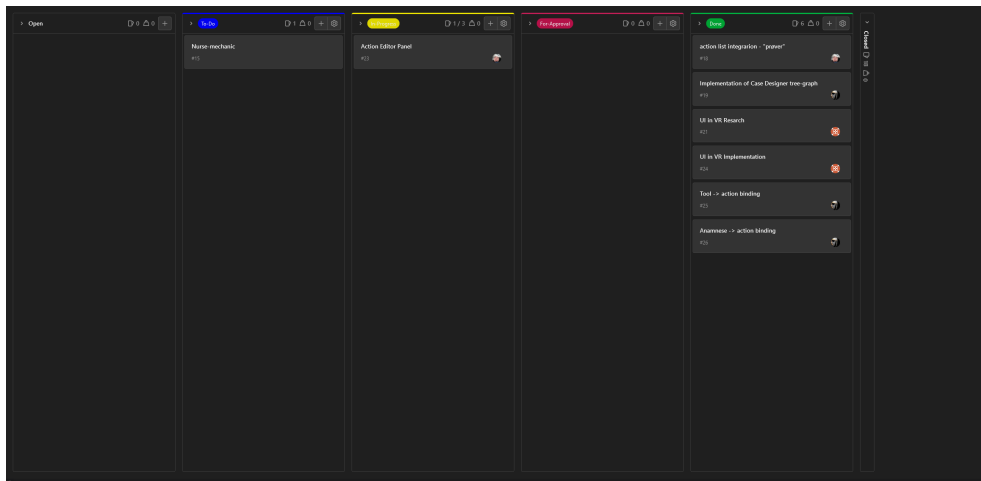 Open 0 0
To-Do 1 0
Nurse-mechanic
#15
In-Progress 1 / 3 0
Action Editor Panel
#23
For-Approval 0 0
Done 6 0
action list integrarion - "prøver"
Implementation of Case Designer tree-graph
UI in VR Resarch
#21
UI in VR Implementation
#24
Tool -> action binding
#25
Anamnese -> action binding
#26
Closed